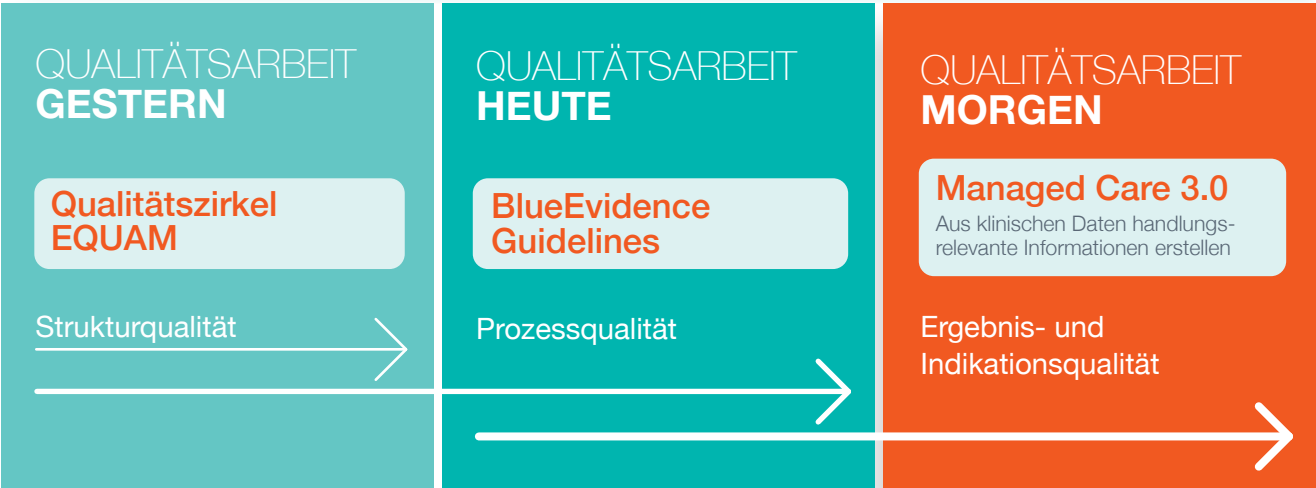 QUALITÄTSARBEIT
GESTERN
Qualitätszirkel
EQUAM
Strukturqualität
QUALITÄTSARBEIT
HEUTE
BlueEvidence
Guidelines
Prozessqualität
QUALITÄTSARBEIT
MORGEN
Managed Care 3.0
Aus klinischen Daten handlungs-
relevante Informationen erstellen
Ergebnis- und
Indikationsqualität